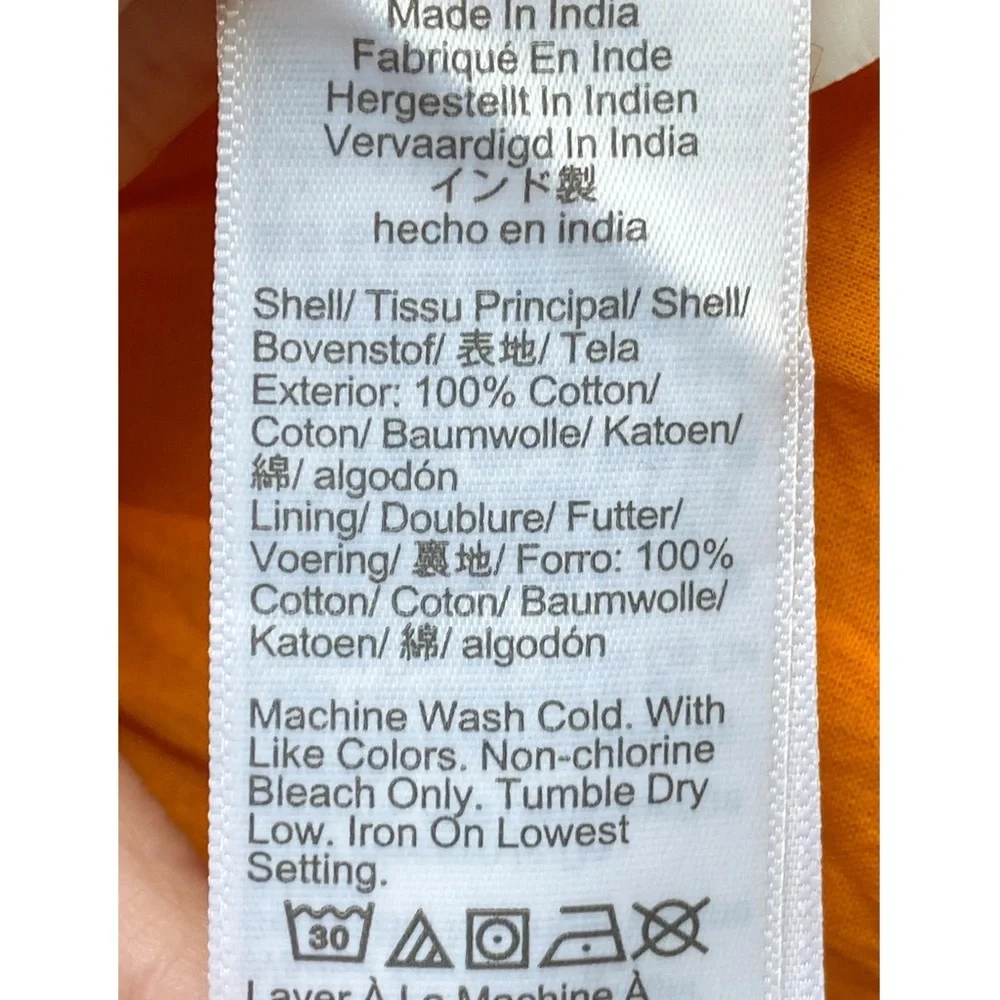 Made In India
Fabriqué En Inde
Hergestellt In Indien
Vervaardigd In India
インド製
hecho en india
Shell/ Tissu Principal/ Shell/
Bovenstof/ 表地/ Tela
Exterior: 100% Cotton/
Coton/ Baumwolle/ Katoen/
綿/ algodón
Lining/ Doublure/ Futter/
Voering/ 裏地/ Forro: 100%
Cotton/ Coton/ Baumwolle/
Katoen/ 綿/ algodón
Machine Wash Cold. With
Like Colors. Non-chlorine
Bleach Only. Tumble Dry
Low. Iron On Lowest
Setting.
30
Laver À La Machine À